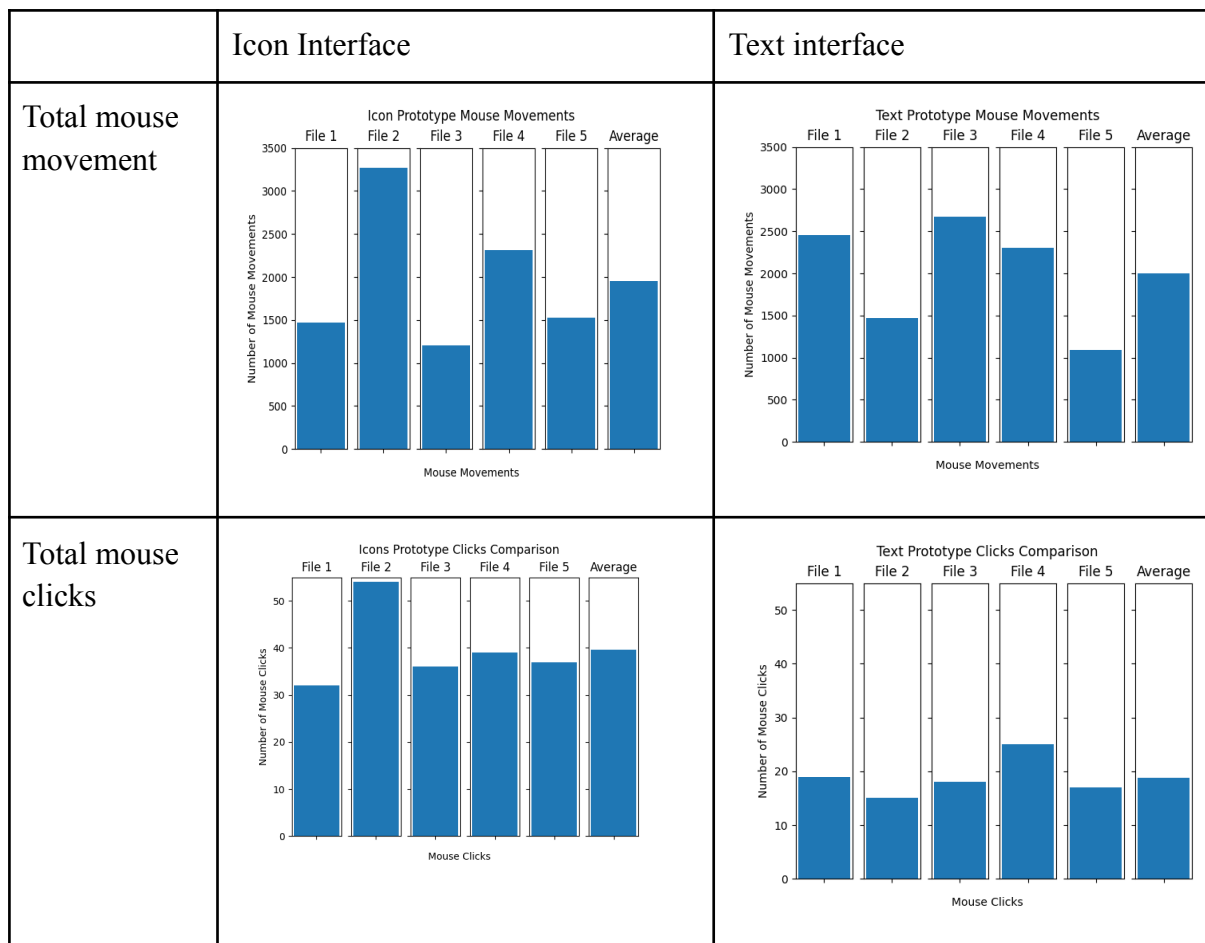 Icon Interface
Text interface
Total mouse
movement
Icon Prototype Mouse Movements
File 1 File 2 File 3 File 4 File 5 Average
3500
3000
2500
2000
1500
1000
500
0
Number of Mouse Movements
Mouse Movements
Text Prototype Mouse Movements
File 1 File 2 File 3 File 4 File 5 Average
3500
3000
2500
2000
1500
1000
500
0
Number of Mouse Movements
Mouse Movements
Total mouse
clicks
Icons Prototype Clicks Comparison
File 1 File 2 File 3 File 4 File 5 Average
50
40
30
20
10
0
Number of Mouse Clicks
Mouse Clicks
Text Prototype Clicks Comparison
File 1 File 2 File 3 File 4 File 5 Average
50
40
30
20
10
0
Number of Mouse Clicks
Mouse Clicks